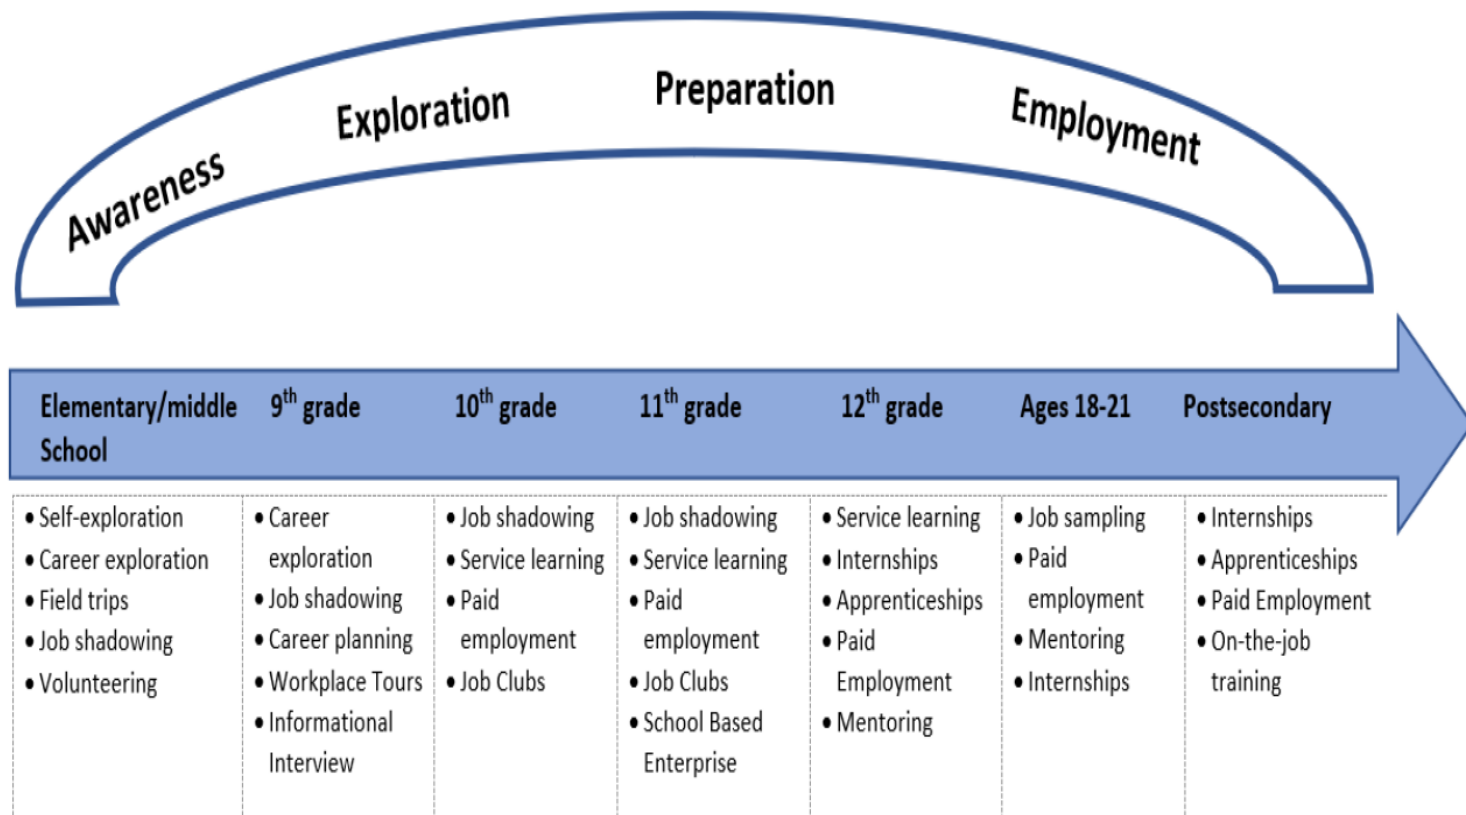 Awareness
Exploration
Preparation
Employment
Elementary/middle
School
9th grade
10th grade
11th grade
12th grade
Ages 18-21
Postsecondary
• Self-exploration
• Career exploration
• Field trips
• Job shadowing
• Volunteering
• Career
exploration
• Job shadowing
• Career planning
• Workplace Tours
• Informational
Interview
• Job shadowing
• Service learning
• Paid
employment
• Job Clubs
• Job shadowing
• Service learning
• Paid
employment
• Job Clubs
• School Based
Enterprise
• Service learning
• Internships
• Apprenticeships
• Paid
Employment
• Mentoring
• Job sampling
• Paid
employment
• Mentoring
• Internships
• Internships
• Apprenticeships
• Paid Employment
• On-the-job
training